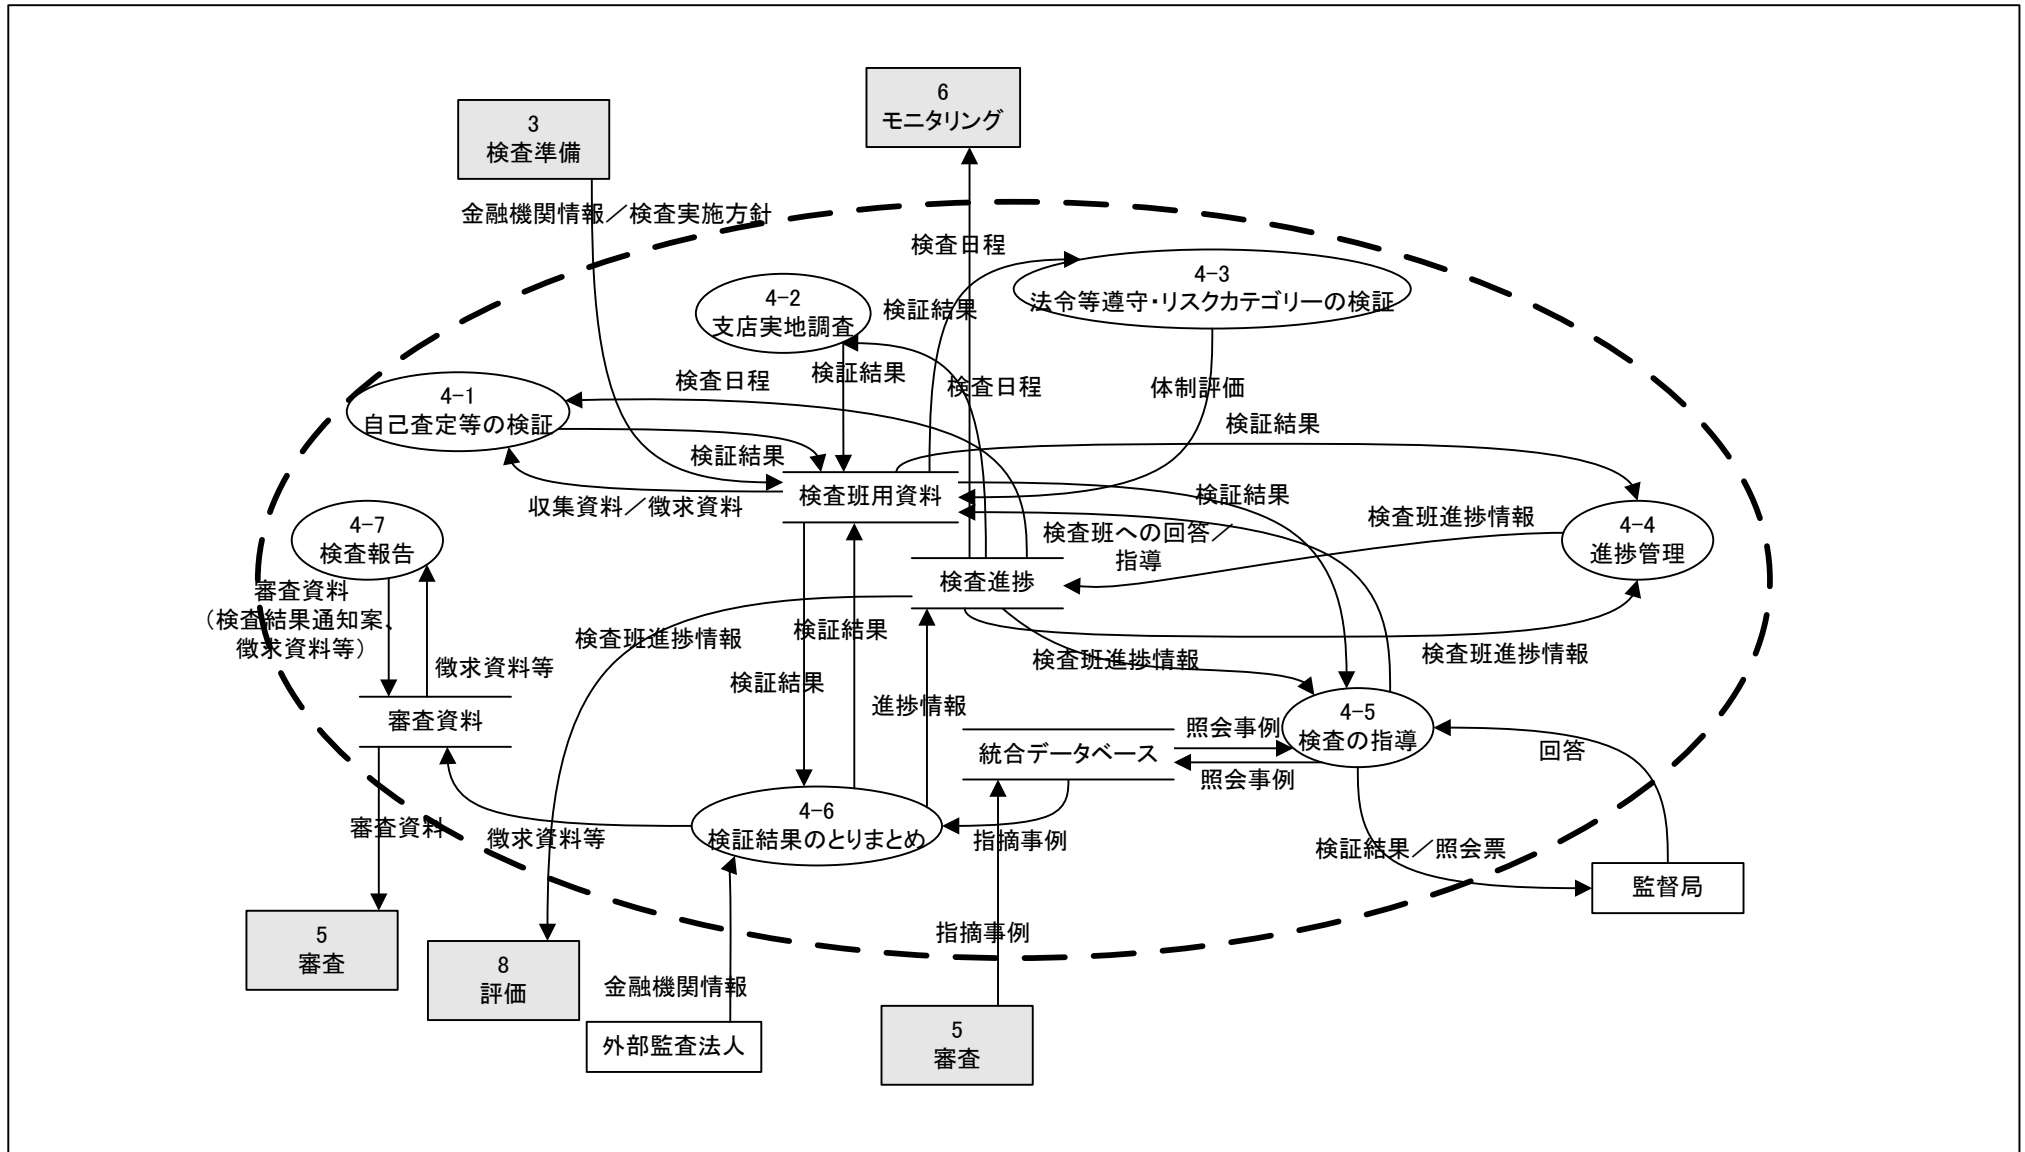 6
モニタリング
3
検査準備
金融機関情報／検査実施方針
検査日程
4-3
法令等遵守・リスクカテゴリーの検証
4-2
支店実地調査
検証結果
検証結果
検査日程
検査日程
体制評価
4-1
自己査定等の検証
検証結果
検証結果
収集資料／徴求資料
検査班用資料
検証結果
検査班進捗情報
4-4
進捗管理
4-7
検査報告
検査班への回答／
指導
検査進捗
審査資料
（検査結果通知案、
徴求資料等）
検査班進捗情報
検証結果
検査班進捗情報
検査班進捗情報
徴求資料等
検証結果
進捗情報
審査資料
4-5
検査の指導
照会事例
統合データベース
照会事例
回答
4-6
検証結果のとりまとめ
審査資料
徴求資料等
指摘事例
検証結果／照会票
監督局
5
審査
8
評価
指摘事例
金融機関情報
外部監査法人
5
審査